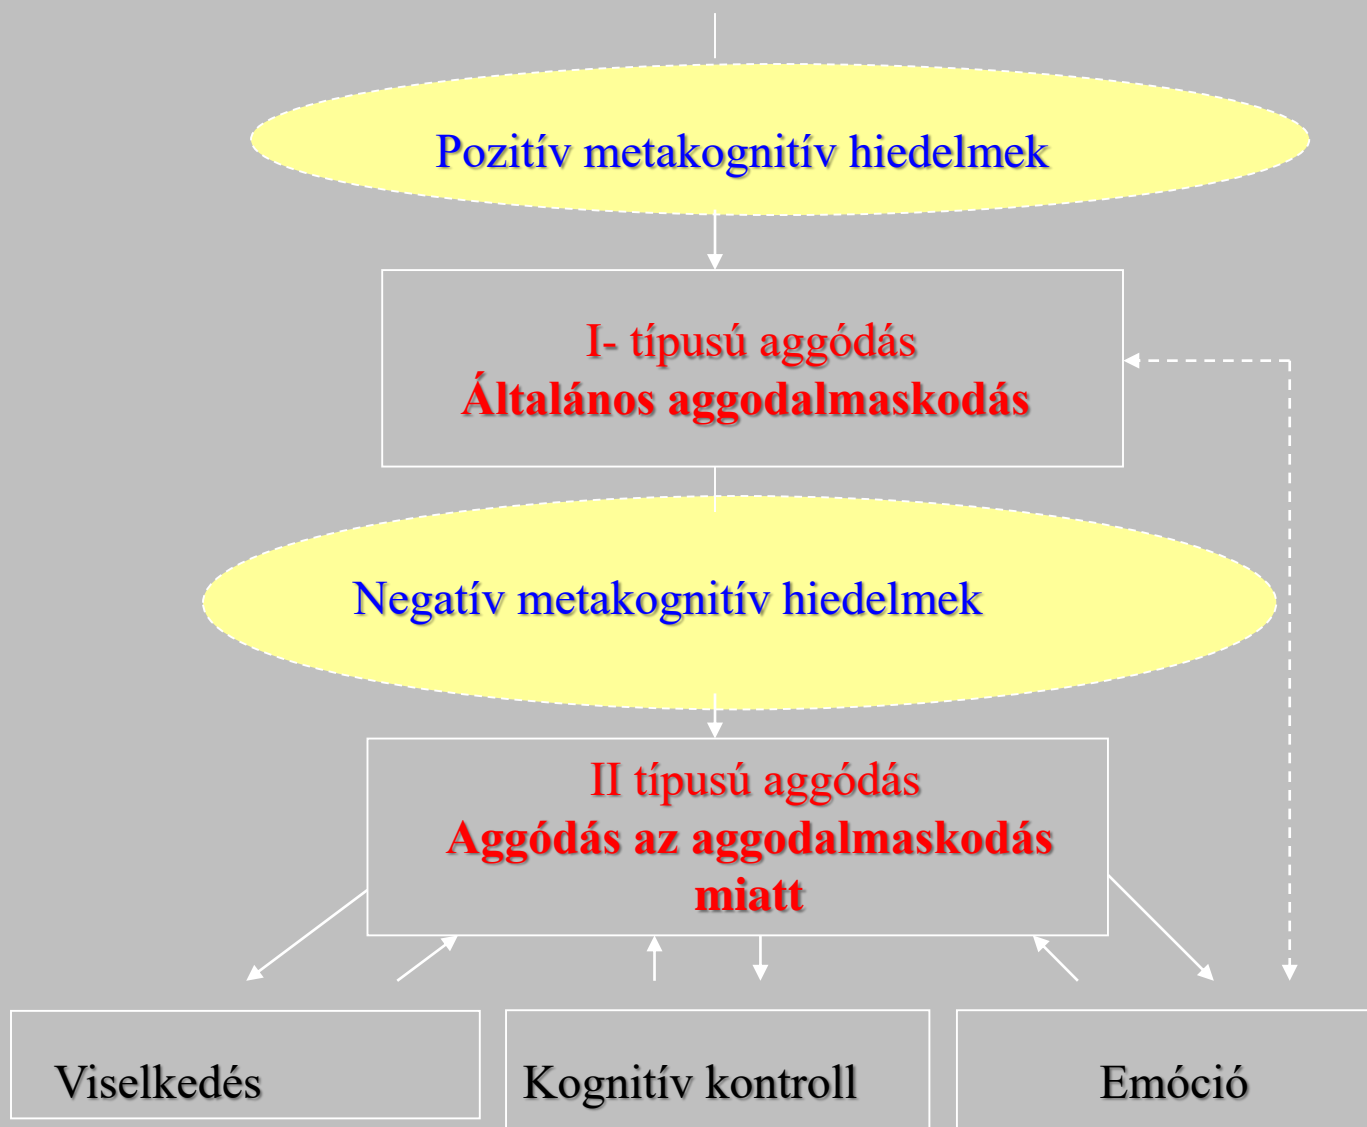 Pozitív metakognitív hiedelmek
I- típusú aggódás
Általános aggodalmaskodás
Negatív metakognitív hiedelmek
II típusú aggódás
Aggódás az aggodalmaskodás
miatt
Viselkedés
Kognitív kontroll
Emóció